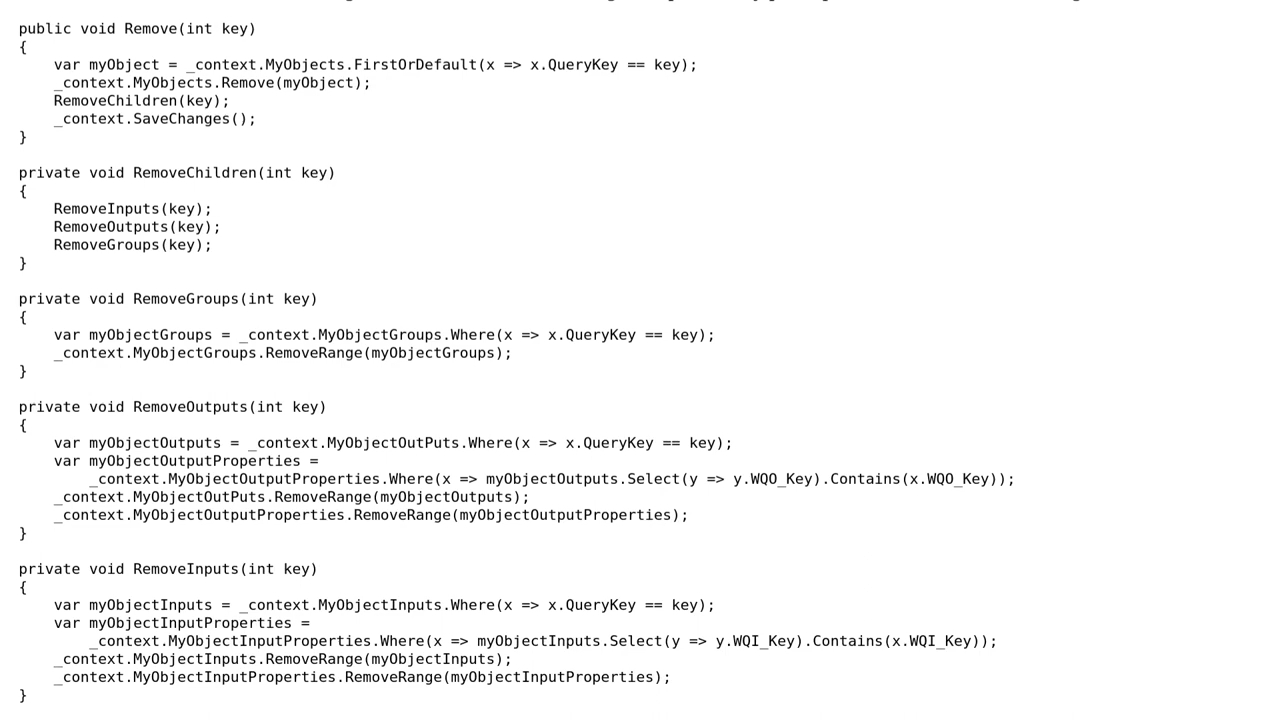 public void Remove(int key)
{
    var myObject = _context.MyObjects.FirstOrDefault(x => x.QueryKey == key);
    _context.MyObjects.Remove(myObject);
    RemoveChildren(key);
    _context.SaveChanges();
}

private void RemoveChildren(int key)
{
    RemoveInputs(key);
    RemoveOutputs(key);
    RemoveGroups(key);
}

private void RemoveGroups(int key)
{
    var myObjectGroups = _context.MyObjectGroups.Where(x => x.QueryKey == key);
    _context.MyObjectGroups.RemoveRange(myObjectGroups);
}

private void RemoveOutputs(int key)
{
    var myObjectOutputs = _context.MyObjectOutPuts.Where(x => x.QueryKey == key);
    var myObjectOutputProperties =
        _context.MyObjectOutputProperties.Where(x => myObjectOutputs.Select(y => y.WQO_Key).Contains(x.WQO_Key));
    _context.MyObjectOutPuts.RemoveRange(myObjectOutputs);
    _context.MyObjectOutputProperties.RemoveRange(myObjectOutputProperties);
}

private void RemoveInputs(int key)
{
    var myObjectInputs = _context.MyObjectInputs.Where(x => x.QueryKey == key);
    var myObjectInputProperties =
        _context.MyObjectInputProperties.Where(x => myObjectInputs.Select(y => y.WQI_Key).Contains(x.WQI_Key));
    _context.MyObjectInputs.RemoveRange(myObjectInputs);
    _context.MyObjectInputProperties.RemoveRange(myObjectInputProperties);
}